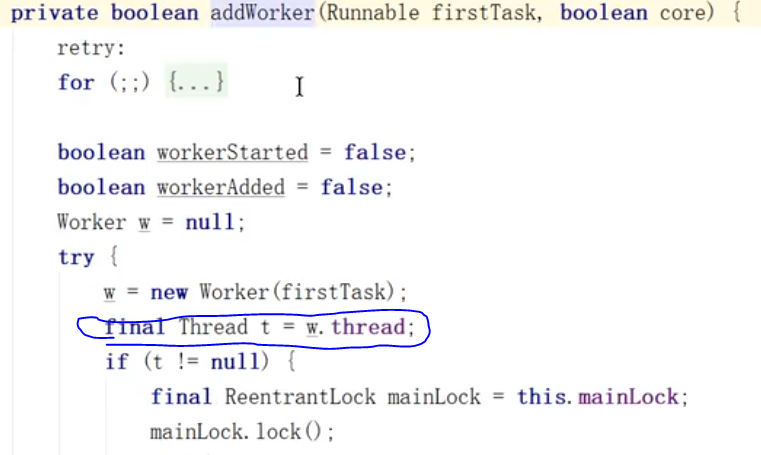 private boolean addWorker(Runnable firstTask, boolean core) {
retry:
for (;;) {...}
boolean workerStarted = false;
boolean workerAdded = false;
Worker w = null;
try {
w = new Worker(firstTask);
final Thread t = w.thread;
if (t != null) {
final ReentrantLock mainLock = this.mainLock;
mainLock.lock();